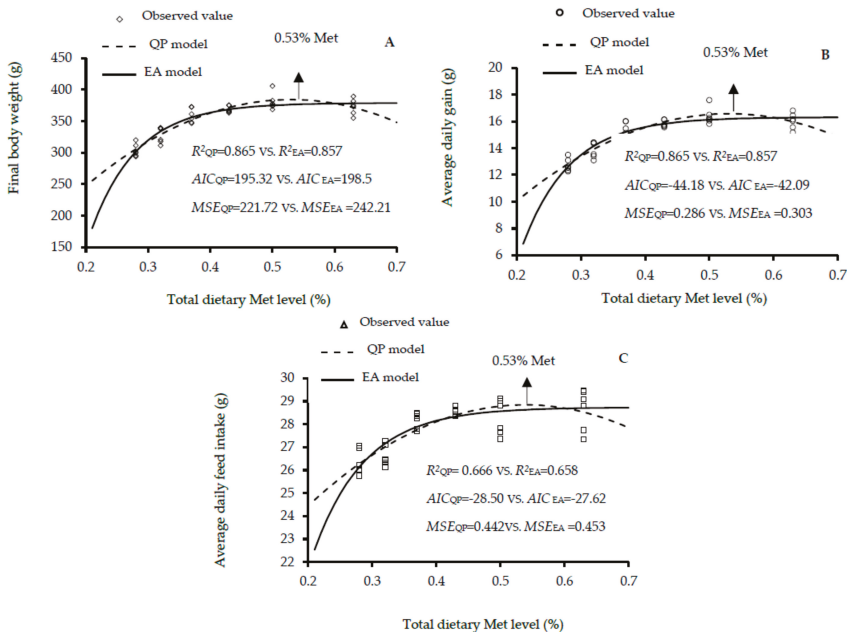 Observed value
QP model
EA model
0.53% Met
A
Final body weight (g)
450
400
350
300
250
200
150
R²QP=0.865 VS. R²EA=0.857
AICQP=195.32 VS. AIC EA=198.5
MSEQP=221.72 VS. MSEEA =242.21
0.2 0.3 0.4 0.5 0.6 0.7
Total dietary Met level (%)
Observed value
QP model
EA model
0.53% Met
B
Average daily gain (g)
20
18
16
14
12
10
8
6
R²QP=0.865 VS. R²EA=0.857
AICQP=-44.18 VS. AIC EA=-42.09
MSEQP=0.286 VS. MSEEA =0.303
0.2 0.3 0.4 0.5 0.6 0.7
Total dietary Met level (%)
Observed value
QP model
EA model
0.53% Met
C
Average daily feed intake (g)
30
29
28
27
26
25
24
23
22
R²QP= 0.666 VS. R²EA=0.658
AICQP=-28.50 VS. AIC EA=-27.62
MSEQP=0.442VS. MSEEA =0.453
0.2 0.3 0.4 0.5 0.6 0.7
Total dietary Met level (%)